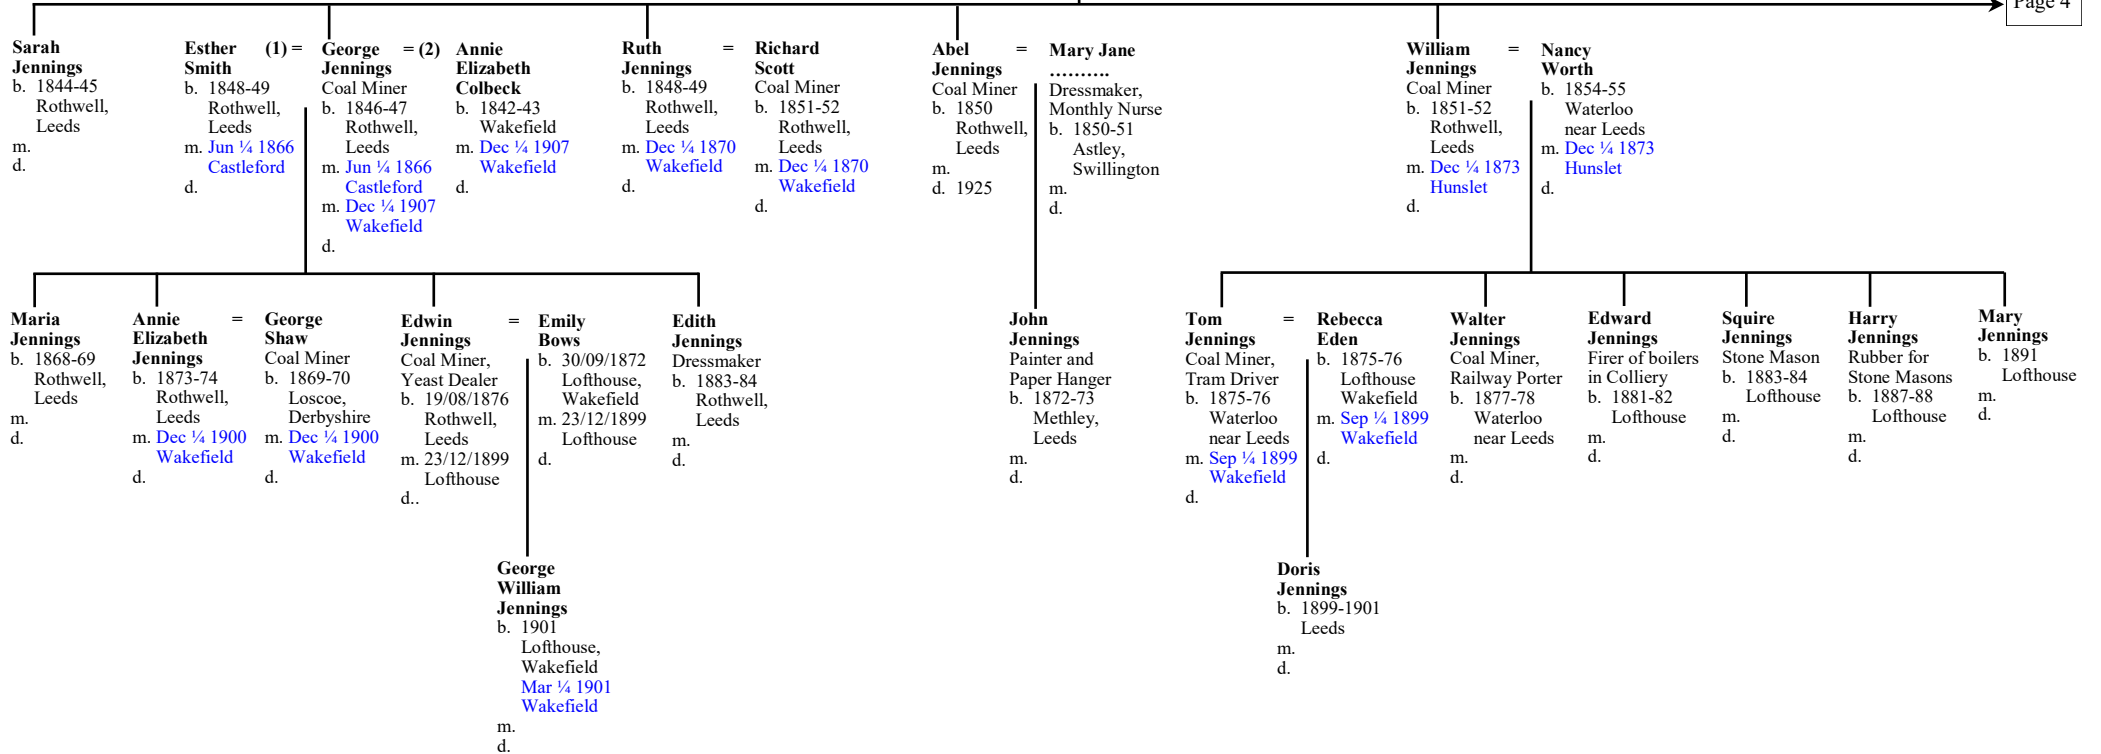 Page 4
Sarah
Jennings
b. 1844-45
Rothwell,
Leeds
m.
d.
Esther (1) =
Smith
b. 1848-49
Rothwell,
Leeds
m. Jun ¼ 1866
Castleford
d.
George = (2)
Jennings
Coal Miner
b. 1846-47
Rothwell,
Leeds
m. Jun ¼ 1866
Castleford
m. Dec ¼ 1907
Wakefield
d.
Annie
Elizabeth
Colbeck
b. 1842-43
Wakefield
m. Dec ¼ 1907
Wakefield
d.
Ruth =
Jennings
b. 1848-49
Rothwell,
Leeds
m. Dec ¼ 1870
Wakefield
d.
Richard
Scott
Coal Miner
b. 1851-52
Rothwell,
Leeds
m. Dec ¼ 1870
Wakefield
d.
Abel =
Jennings
Coal Miner
b. 1850
Rothwell,
Leeds
m.
d. 1925
Mary Jane
..........
Dressmaker,
Monthly Nurse
b. 1850-51
Astley,
Swillington
m.
d.
William =
Jennings
Coal Miner
b. 1851-52
Rothwell,
Leeds
m. Dec ¼ 1873
Hunslet
d.
Nancy
Worth
b. 1854-55
Waterloo
near Leeds
m. Dec ¼ 1873
Hunslet
d.
Maria
Jennings
b. 1868-69
Rothwell,
Leeds
m.
d.
Annie =
Elizabeth
Jennings
b. 1873-74
Rothwell,
Leeds
m. Dec ¼ 1900
Wakefield
d.
George
Shaw
Coal Miner
b. 1869-70
Loscoe,
Derbyshire
m. Dec ¼ 1900
Wakefield
d.
Edwin =
Jennings
Coal Miner,
Yeast Dealer
b. 19/08/1876
Rothwell,
Leeds
m. 23/12/1899
Lofthouse
d..
Emily
Bows
b. 30/09/1872
Lofthouse,
Wakefield
m. 23/12/1899
Lofthouse
d.
Edith
Jennings
Dressmaker
b. 1883-84
Rothwell,
Leeds
m.
d.
John
Jennings
Painter and
Paper Hanger
b. 1872-73
Methley,
Leeds
m.
d.
Tom =
Jennings
Coal Miner,
Tram Driver
b. 1875-76
Waterloo
near Leeds
m. Sep ¼ 1899
Wakefield
d.
Rebecca
Eden
b. 1875-76
Lofthouse
Wakefield
m. Sep ¼ 1899
Wakefield
d.
Walter
Jennings
Coal Miner,
Railway Porter
b. 1877-78
Waterloo
near Leeds
m.
d.
Edward
Jennings
Firer of boilers
in Colliery
b. 1881-82
Lofthouse
m.
d.
Squire
Jennings
Stone Mason
b. 1883-84
Lofthouse
m.
d.
Harry
Jennings
Rubber for
Stone Masons
b. 1887-88
Lofthouse
m.
d.
Mary
Jennings
b. 1891
Lofthouse
m.
d.
George
William
Jennings
b. 1901
Lofthouse,
Wakefield
Mar ¼ 1901
Wakefield
m.
d.
Doris
Jennings
b. 1899-1901
Leeds
m.
d.